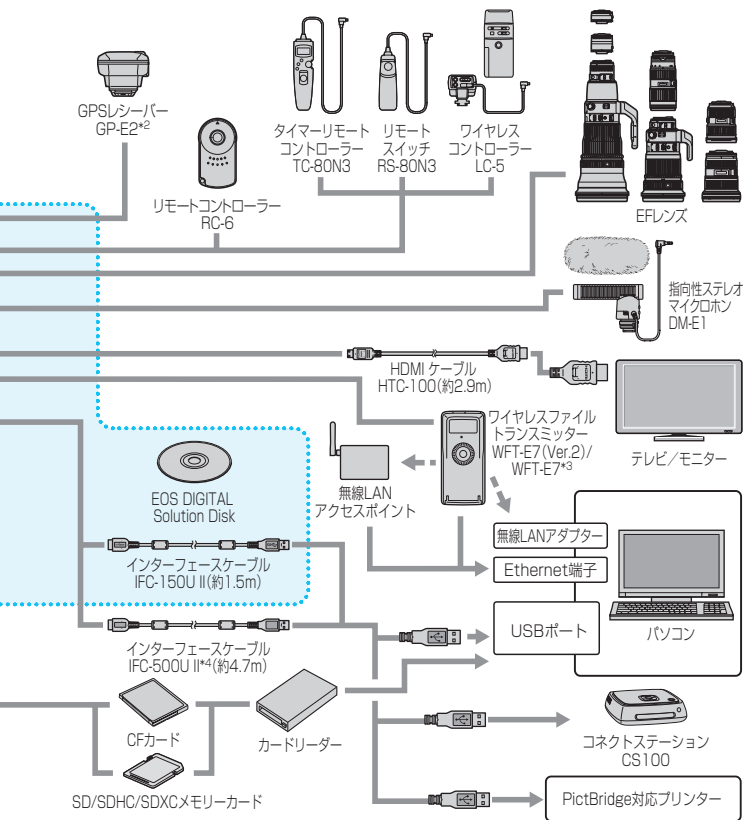 GPSレシーバー
GP-E2*2
リモートコントローラー
RC-6
タイマーリモート
コントローラー
TC-80N3
リモート
スイッチ
RS-80N3
ワイヤレス
コントローラー
LC-5
EFレンズ
指向性ステレオ
マイクロホン
DM-E1
HDMI ケーブル
HTC-100(約2.9m)
テレビ/モニター
ワイヤレスファイル
トランスミッター
WFT-E7(Ver.2)/
WFT-E7*3
無線LAN
アクセスポイント
EOS DIGITAL
Solution Disk
無線LANアダプター
Ethernet端子
インターフェースケーブル
IFC-150U II(約1.5m)
USBポート
パソコン
インターフェースケーブル
IFC-500U II*4(約4.7m)
CFカード
カードリーダー
コネクトステーション
CS100
SD/SDHC/SDXCメモリーカード
PictBridge対応プリンター